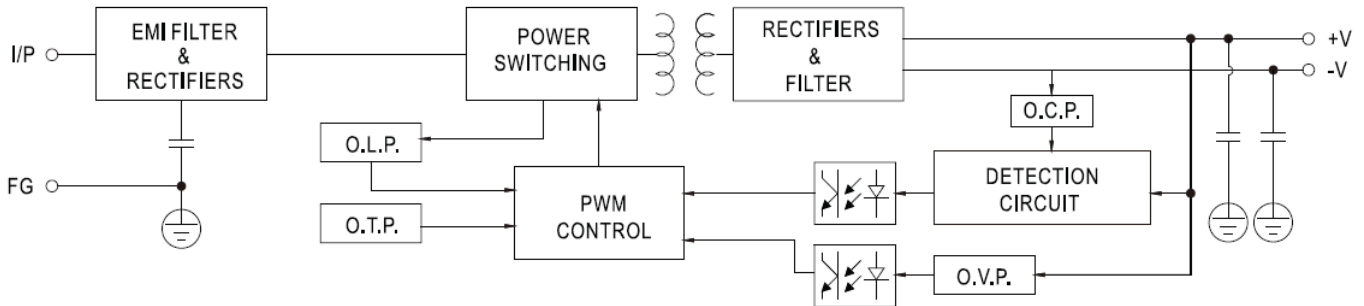 I/P
EMI FILTER
&
RECTIFIERS
POWER
SWITCHING
RECTIFIERS
&
FILTER
+V
-V
O.C.P.
O.L.P.
FG
PWM
CONTROL
DETECTION
CIRCUIT
O.T.P.
O.V.P.